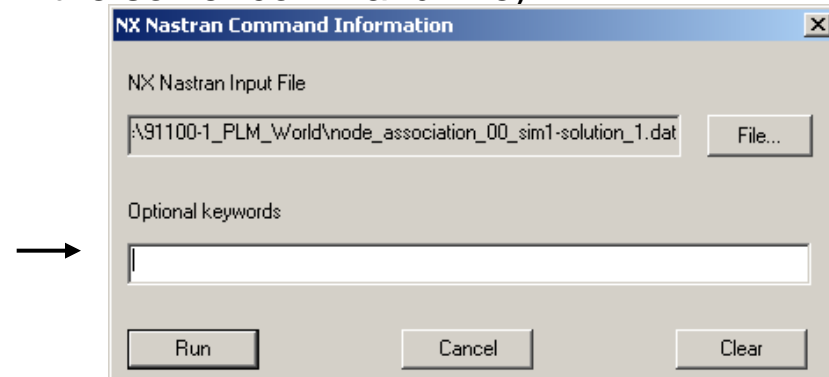 NX Nastran Command Information
NX Nastran Input File
:\91100-1_PLM_World\node_association_00_sim1-solution_1.dat
File...
Optional keywords
Run
Cancel
Clear